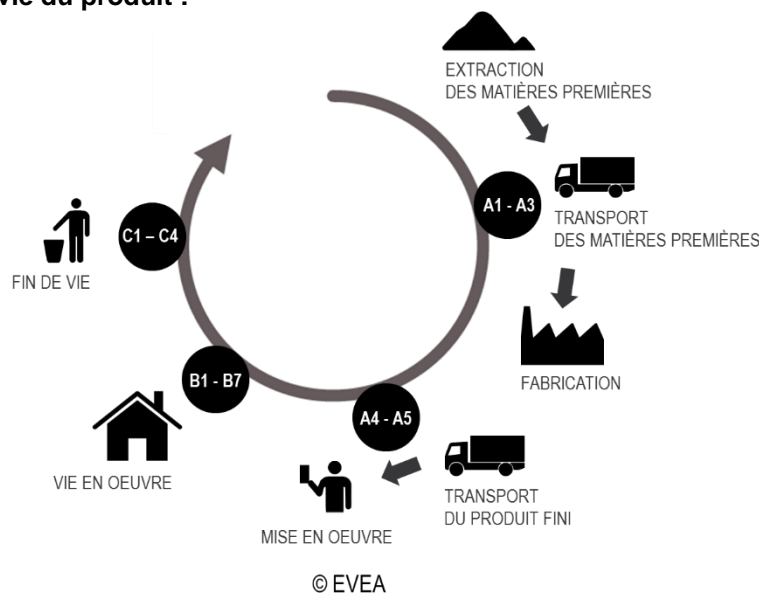 vie du produit :
EXTRACTION
DES MATIÈRES PREMIÈRES
A1 - A3
TRANSPORT
DES MATIÈRES PREMIÈRES
FABRICATION
A4 - A5
TRANSPORT
DU PRODUIT FINI
MISE EN OEUVRE
B1 - B7
VIE EN OEUVRE
C1 – C4
FIN DE VIE
© EVEA